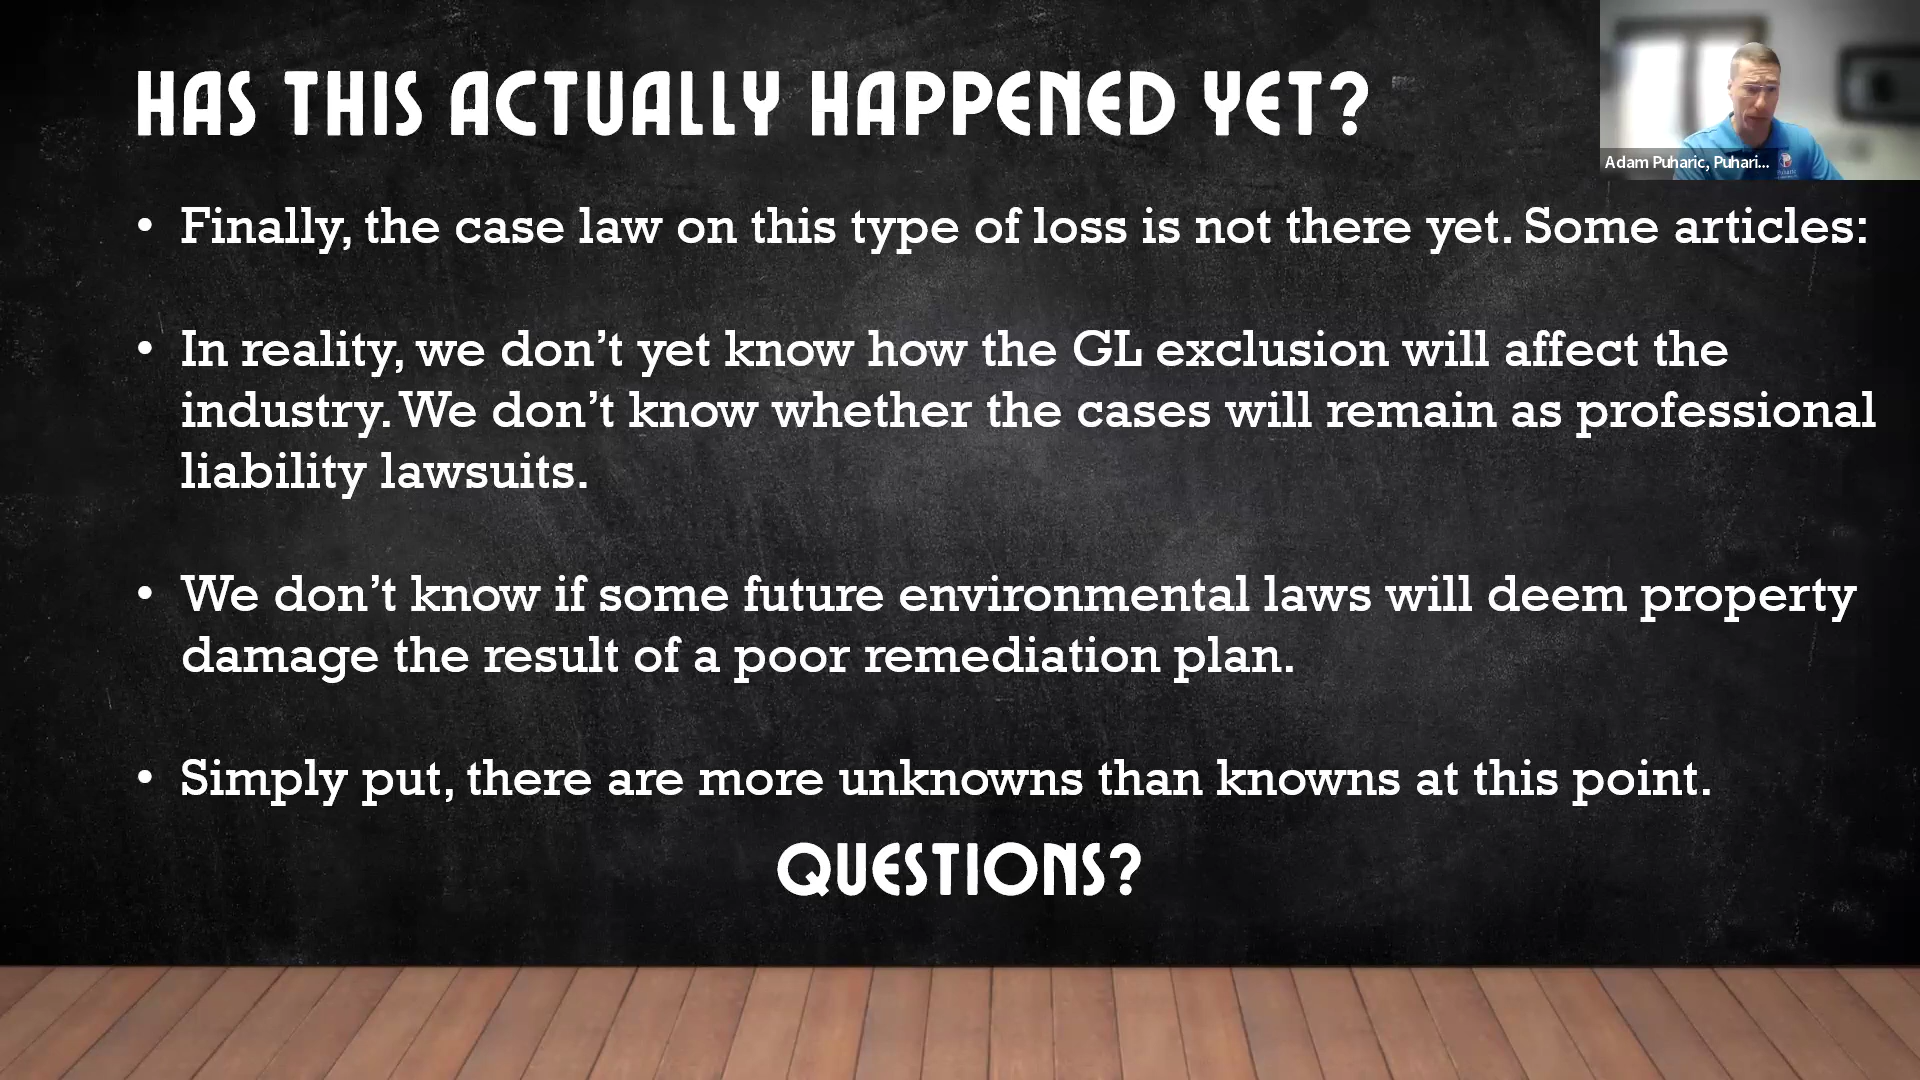 HAS THIS ACTUALLY HAPPENED YET?
Adam Puharic, Puhari...
• Finally, the case law on this type of loss is not there yet. Some articles:
• In reality, we don’t yet know how the GL exclusion will affect the
industry. We don’t know whether the cases will remain as professional
liability lawsuits.
• We don’t know if some future environmental laws will deem property
damage the result of a poor remediation plan.
• Simply put, there are more unknowns than knowns at this point.
QUESTIONS?